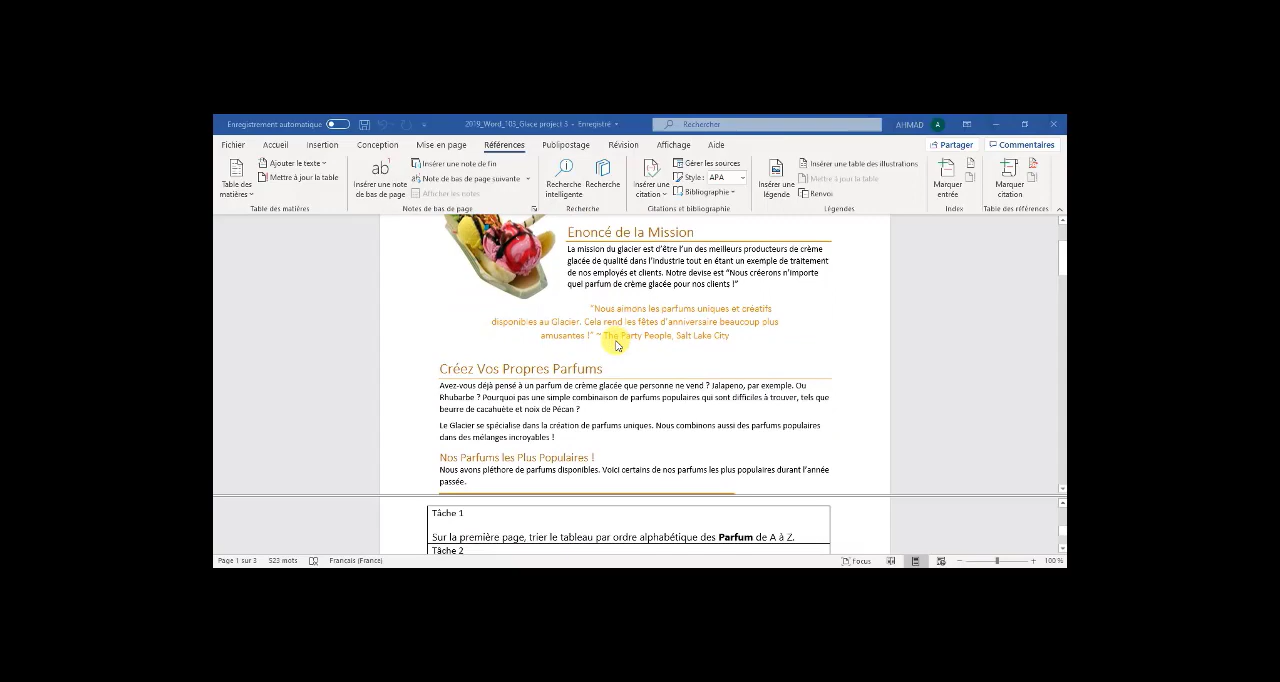 Enregistrement automatique
2019_Word_103_Glace project 5 - Enregistré
Rechercher
AHMAD
A
Fichier Accueil Insertion Conception Mise en page Références Publipostage Révision Affichage Aide Partager Commentaires
Table des matières
Ajouter le texte
Mettre à jour la table
Table des matières
ab
Insérer une note de bas de page
Insérer une note de fin
Note de bas de page suivante
Afficher les notes
Notes de bas de page
Recherche intelligente
Recherche
Recherche
Insérer une citation
Gérer les sources
Style : APA
Bibliographie
Citations et bibliographie
Insérer une légende
Insérer une table des illustrations
Mettre à jour la table
Renvoi
Légendes
Marquer entrée
Index
Marquer citation
Table des références
Enoncé de la Mission
La mission du glacier est d'être l'un des meilleurs producteurs de crème
glacée de qualité dans l'industrie tout en étant un exemple de traitement
de nos employés et clients. Notre devise est "Nous créerons n'importe
quel parfum de crème glacée pour nos clients !"
"Nous aimons les parfums uniques et créatifs
disponibles au Glacier. Cela rend les fêtes d'anniversaire beaucoup plus
amusantes !" ~ The Party People, Salt Lake City
Créez Vos Propres Parfums
Avez-vous déjà pensé à un parfum de crème glacée que personne ne vend ? Jalapeno, par exemple. Ou
Rhubarbe ? Pourquoi pas une simple combinaison de parfums populaires qui sont difficiles à trouver, tels que
beurre de cacahuète et noix de Pécan ?
Le Glacier se spécialise dans la création de parfums uniques. Nous combinons aussi des parfums populaires
dans des mélanges incroyables !
Nos Parfums les Plus Populaires !
Nous avons pléthore de parfums disponibles. Voici certains de nos parfums les plus populaires durant l'année
passée.
Tâche 1
Sur la première page, trier le tableau par ordre alphabétique des Parfum de A à Z.
Tâche 2
Page 1 sur 3 523 mots Français (France) Focus 100 %